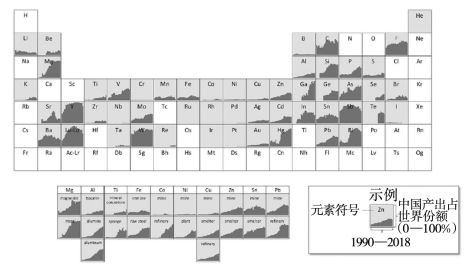 H He
Li Be B C N O F Ne
Na Mg Al Si P S Cl Ar
K Ca Sc Ti V Cr Mn Fe Co Ni Cu Zn Ga Ge As Se Br Kr
Rb Sr Y Zr Nb Mo Tc Ru Rh Pd Ag Cd In Sn Sb Te I Xe
Cs Ba La-Lu Hf Ta W Re Os Ir Pt Au Hg Tl Pb Bi Po At Rn
Fr Ra Ac-Lr Rf Db Sg Bh Hs Mt Ds Rg Cn Nh Fl Mc Lv Ts Og
Mg Al Ti Fe Co Ni Cu Zn Sn Pb
magnesite bauxite mineral concentrate iron ore mine mine mine mine mine mine
metal alumina sponge raw steel refinery plant smelter smelter smelter smelter
aluminum refinery
示例
元素符号
Zn
中国产出占
世界份额
(0—100%)
1990—2018